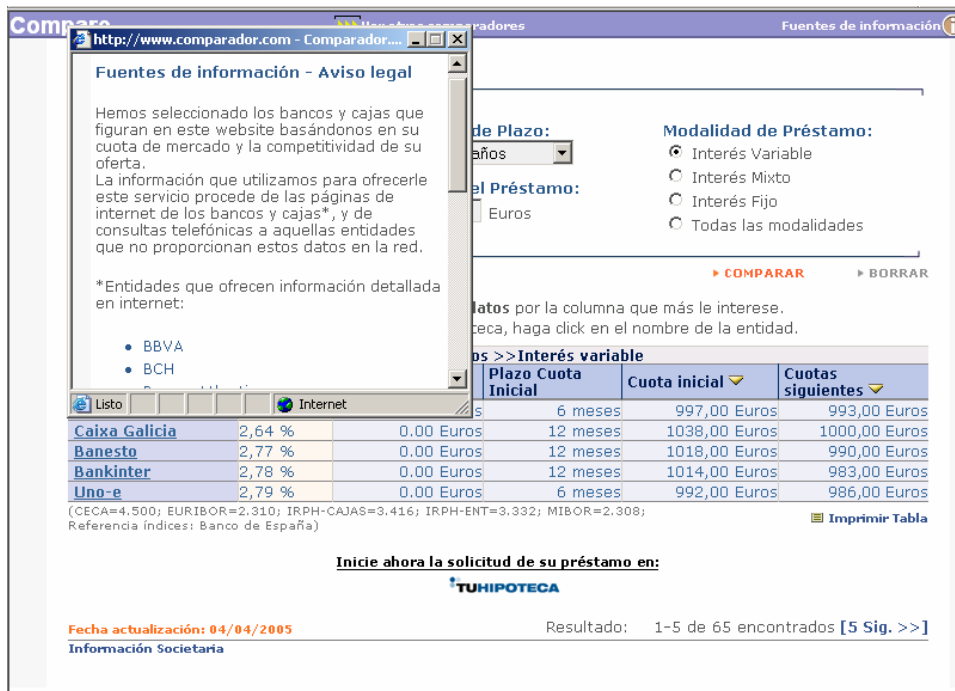 Fuentes de información
http://www.comparador.com - Comparador....
Fuentes de información - Aviso legal
Hemos seleccionado los bancos y cajas que
figuran en este website basándonos en su
cuota de mercado y la competitividad de su
oferta.
La información que utilizamos para ofrecerle
este servicio procede de las páginas de
internet de los bancos y cajas*, y de
consultas telefónicas a aquellas entidades
que no proporcionan estos datos en la red.
*Entidades que ofrecen información detallada
en internet:
• BBVA
• BCH
Listo Internet
de Plazo:
años
el Préstamo:
Euros
Modalidad de Préstamo:
Interés Variable
Interés Mixto
Interés Fijo
Todas las modalidades
COMPARAR BORRAR
datos por la columna que más le interese.
teca, haga click en el nombre de la entidad.
os >>Interés variable
Plazo Cuota Inicial Cuota inicial Cuotas siguientes
s 6 meses 997,00 Euros 993,00 Euros
Caixa Galicia 2,64 % 0.00 Euros 12 meses 1038,00 Euros 1000,00 Euros
Banesto 2,77 % 0.00 Euros 12 meses 1018,00 Euros 990,00 Euros
Bankinter 2,78 % 0.00 Euros 12 meses 1014,00 Euros 983,00 Euros
Uno-e 2,79 % 0.00 Euros 6 meses 992,00 Euros 986,00 Euros
(CECA=4.500; EURIBOR=2.310; IRPH-CAJAS=3.416; IRPH-ENT=3.332; MIBOR=2.308;
Referencia índices: Banco de España)
Imprimir Tabla
Inicie ahora la solicitud de su préstamo en:
TUHIPOTECA
Fecha actualización: 04/04/2005
Resultado: 1-5 de 65 encontrados [5 Sig. >>]
Información Societaria